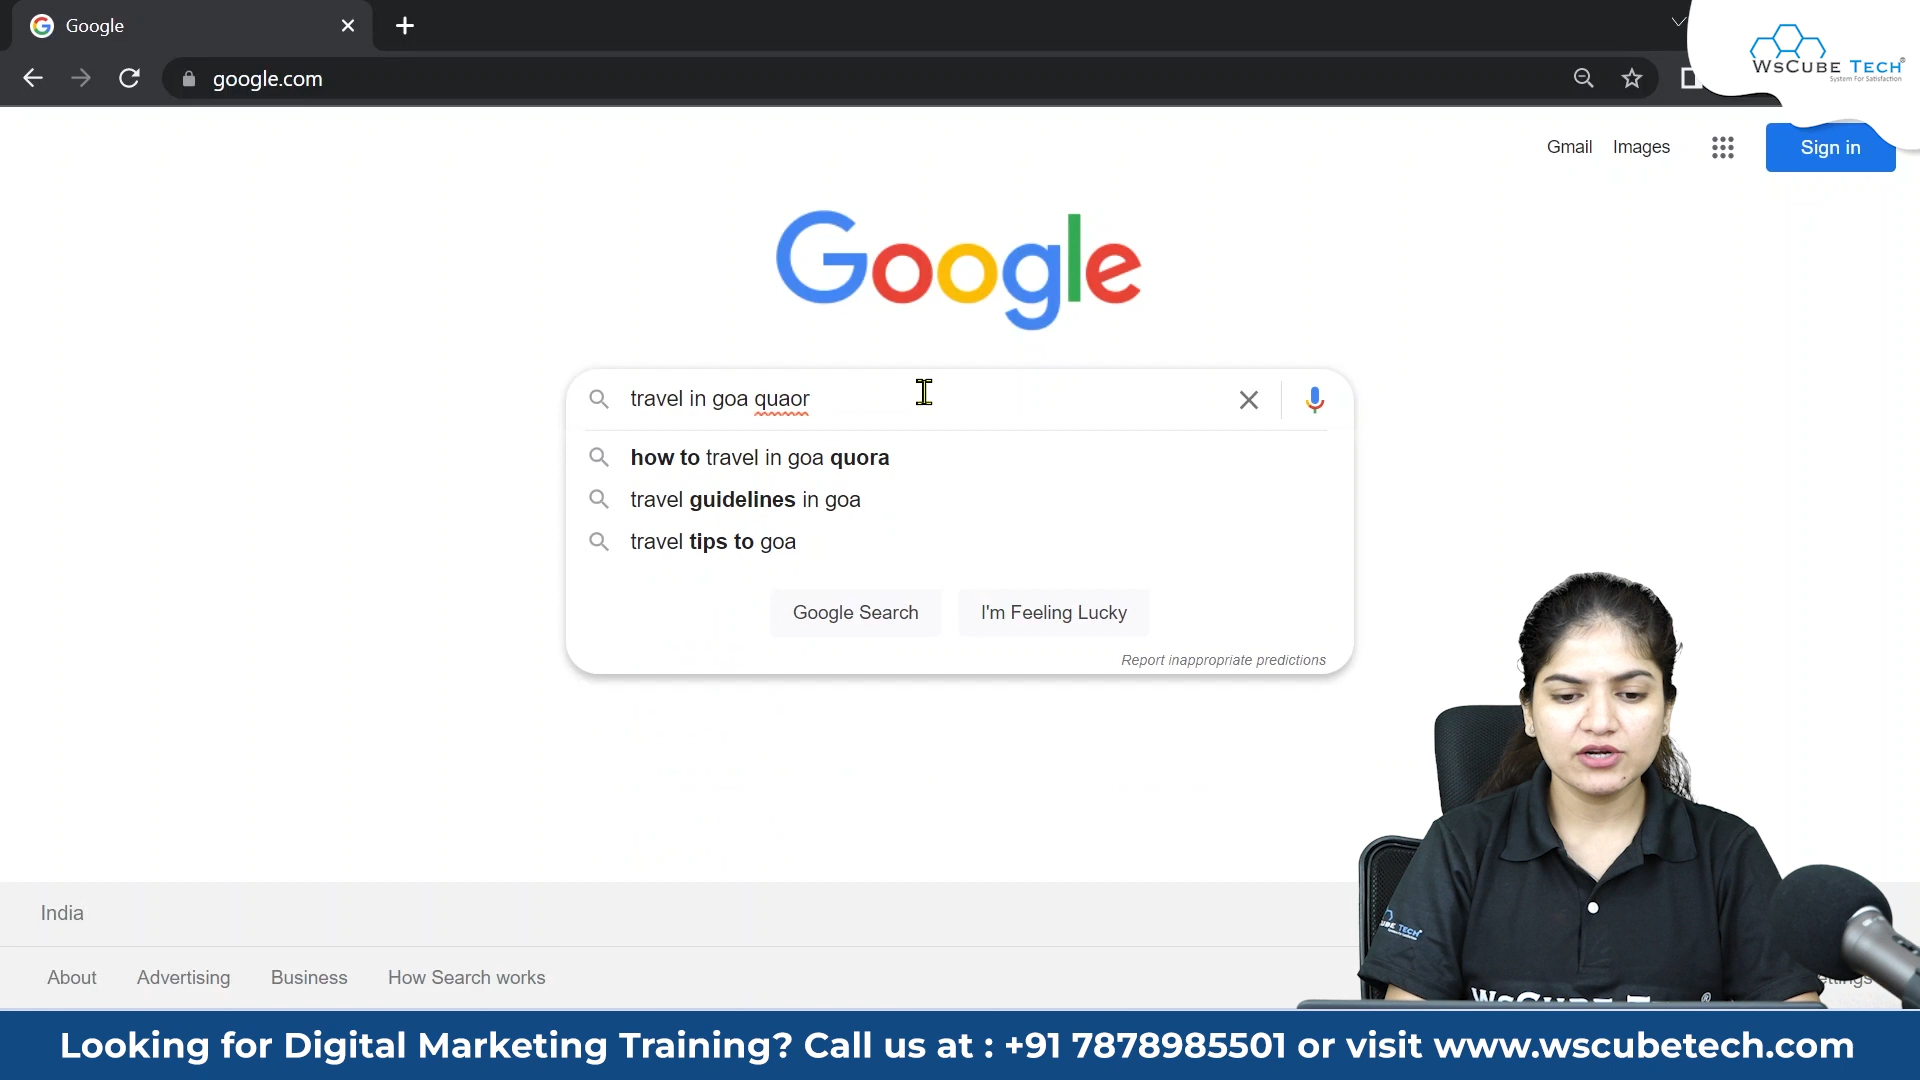 Google
google.com
WsCube Tech®
System For Satisfaction
Gmail
Images
Sign in
Google
travel in goa quaor
how to travel in goa quora
travel guidelines in goa
travel tips to goa
Google Search
I'm Feeling Lucky
Report inappropriate predictions
India
About
Advertising
Business
How Search works
Looking for Digital Marketing Training? Call us at : +91 7878985501 or visit www.wscubetech.com